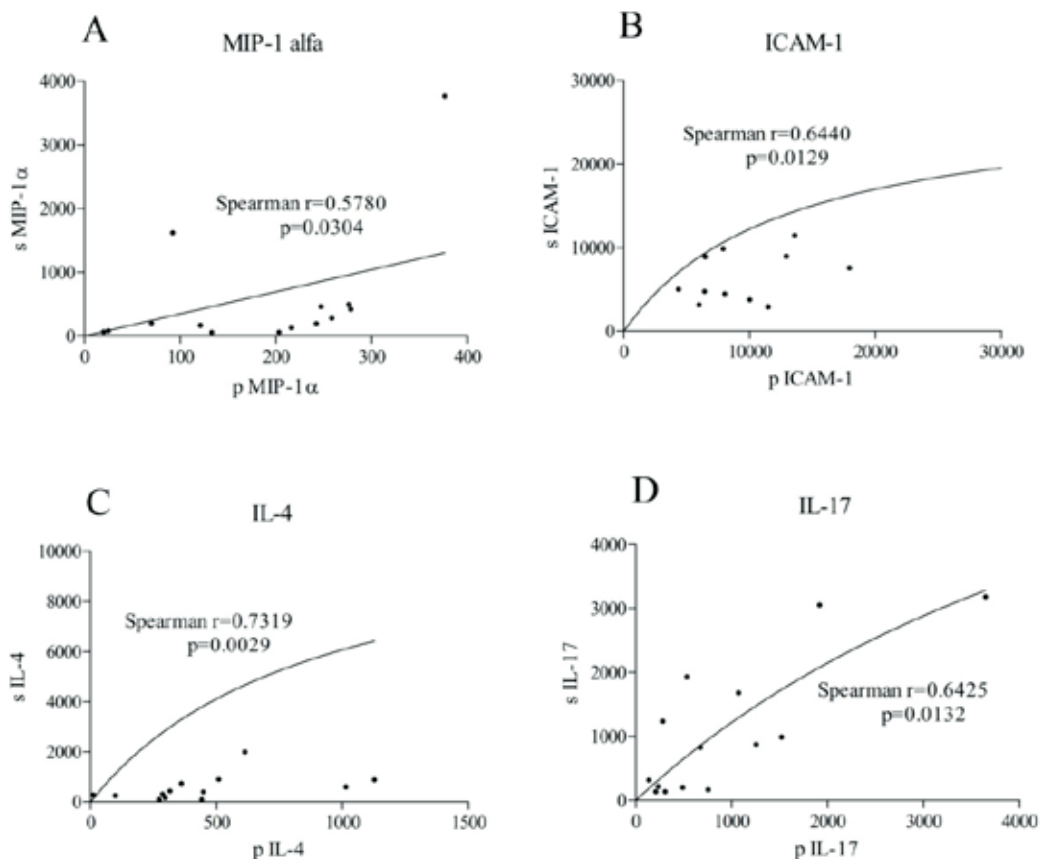 A
MIP-1 alfa
4000
3000
2000
1000
0
s MIP-1α
Spearman r=0.5780
p=0.0304
0 100 200 300 400
p MIP-1α
B
ICAM-1
30000
20000
10000
0
s ICAM-1
Spearman r=0.6440
p=0.0129
0 10000 20000 30000
p ICAM-1
C
IL-4
10000
8000
6000
4000
2000
0
s IL-4
Spearman r=0.7319
p=0.0029
0 500 1000 1500
p IL-4
D
IL-17
4000
3000
2000
1000
0
s IL-17
Spearman r=0.6425
p=0.0132
0 1000 2000 3000 4000
p IL-17